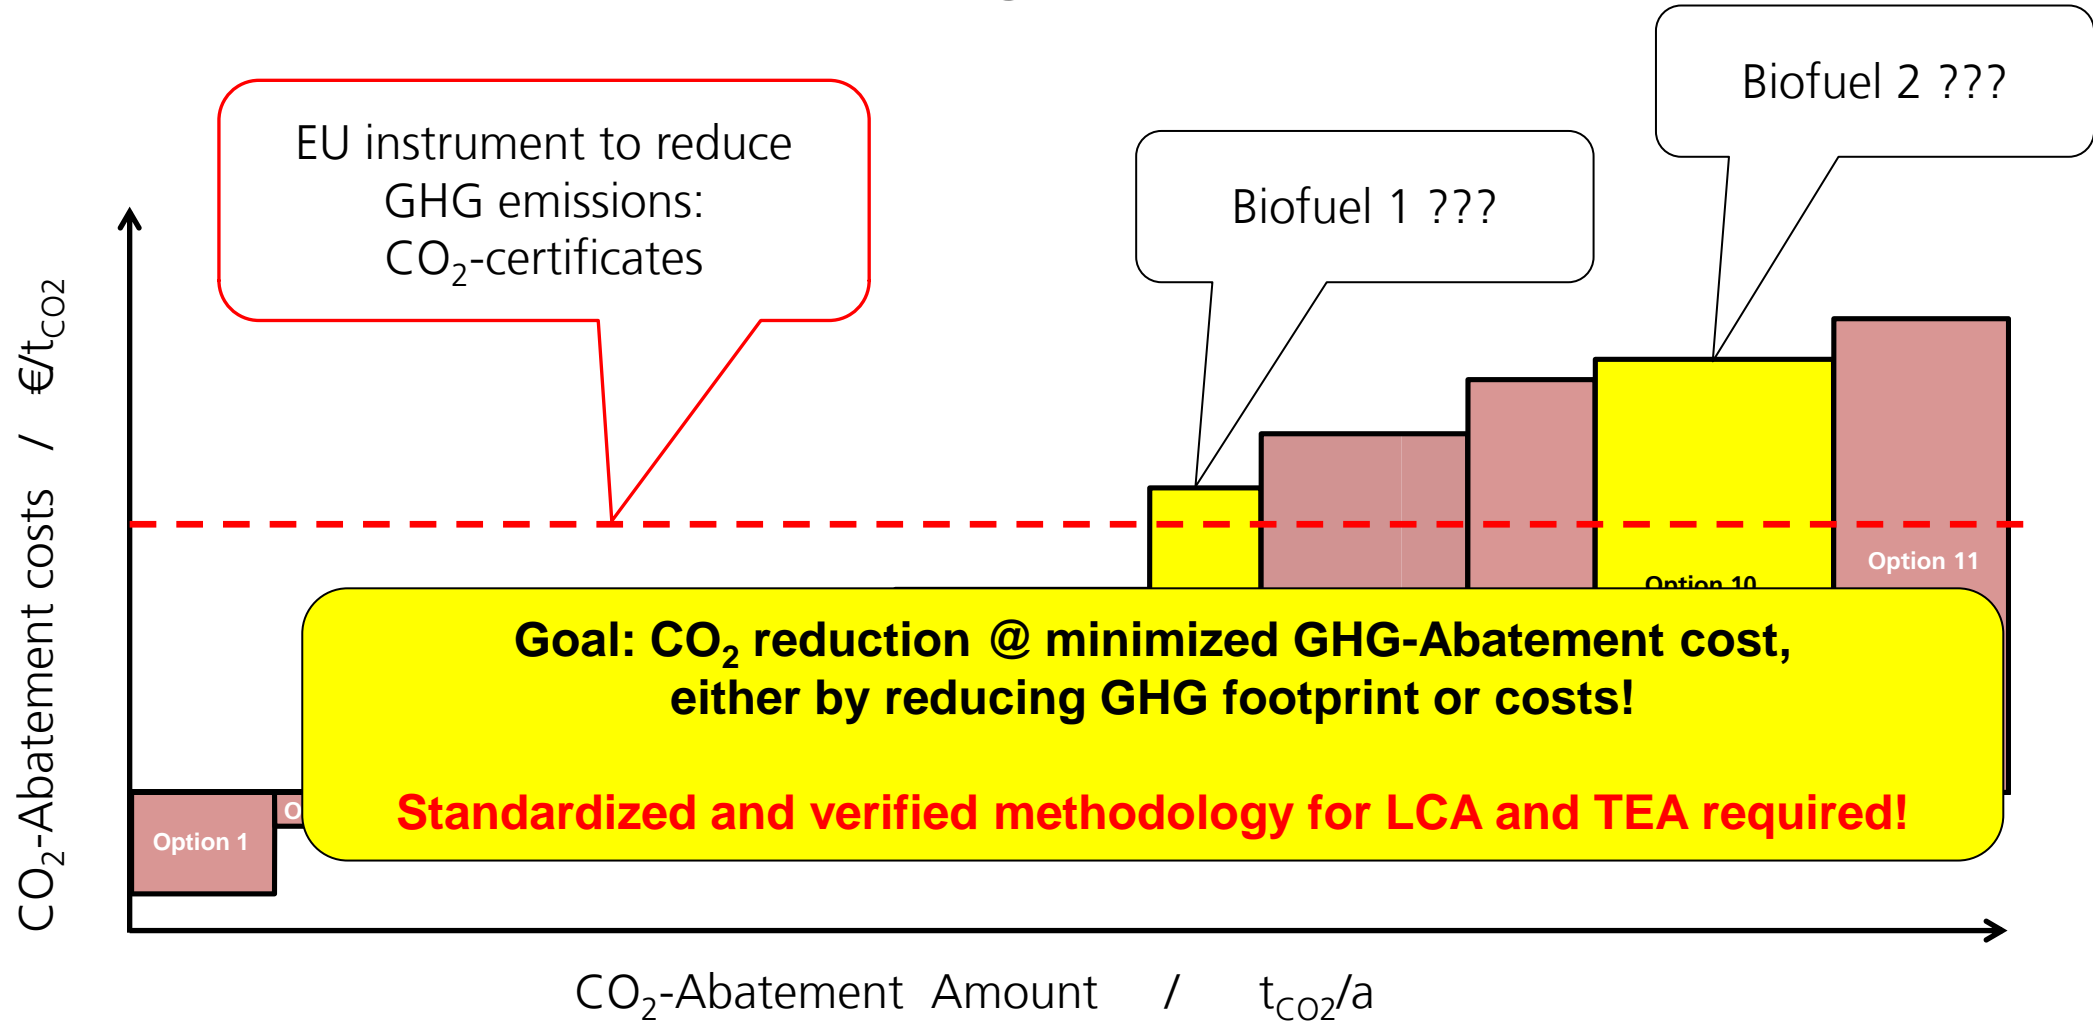 EU instrument to reduce
GHG emissions:
CO₂-certificates
Biofuel 1 ???
Biofuel 2 ???
CO₂-Abatement costs / €/t_CO2
Option 11
Option 10
Goal: CO₂ reduction @ minimized GHG-Abatement cost,
either by reducing GHG footprint or costs!
Standardized and verified methodology for LCA and TEA required!
Option 1
CO₂-Abatement Amount / t_CO2/a